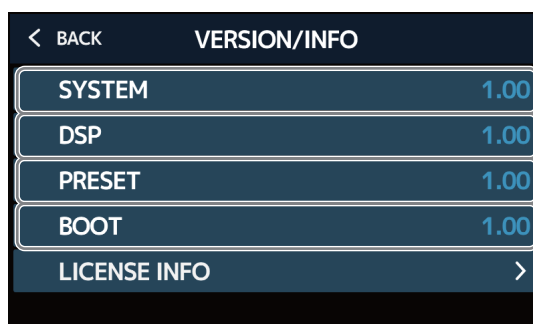 < BACK VERSION/INFO
SYSTEM 1.00
DSP 1.00
PRESET 1.00
BOOT 1.00
LICENSE INFO >